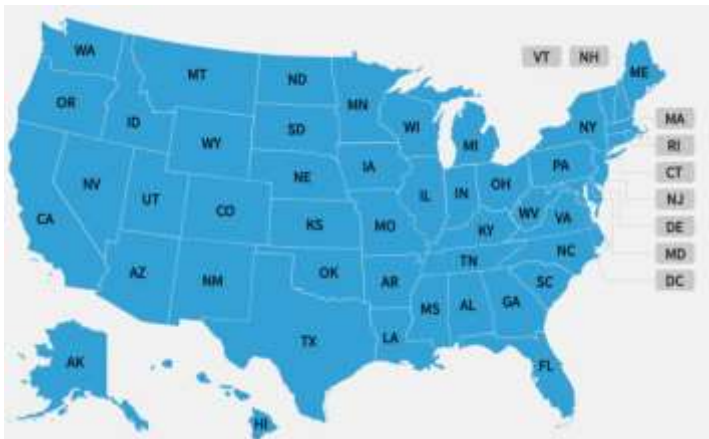 WA
MT
ND
VT
NH
ME
OR
ID
MN
SD
WI
NY
MA
WY
MI
RI
IA
PA
CT
NE
NV
UT
CO
IL
IN
OH
NJ
CA
KS
MO
KY
WV
VA
DE
MD
AZ
NM
OK
AR
TN
NC
DC
SC
MS
AL
GA
TX
LA
AK
FL
HI